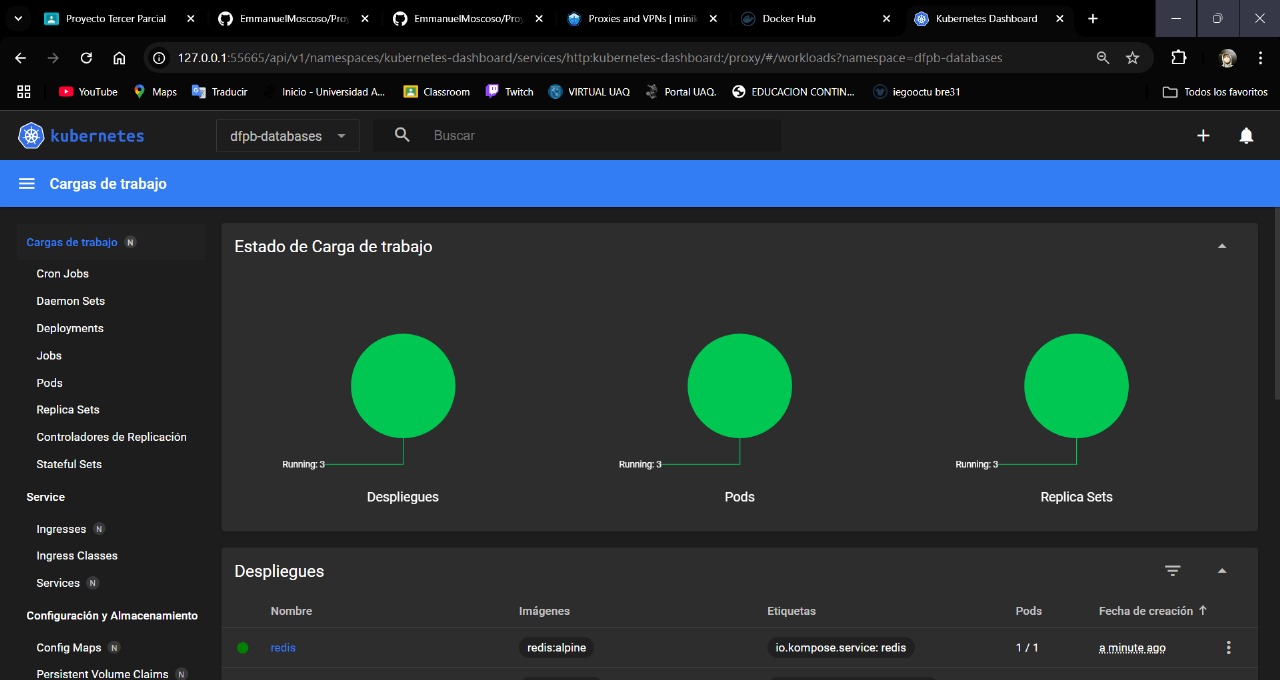 Proyecto Tercer Parcial
EmmanuelMoscoso/Proy
EmmanuelMoscoso/Proy
Proxies and VPNs | minik
Docker Hub
Kubernetes Dashboard
127.0.0.1:55665/api/v1/namespaces/kubernetes-dashboard/services/http:kubernetes-dashboard:/proxy/#/workloads?namespace=dfpb-databases
YouTube
Maps
Traducir
Inicio - Universidad A...
Classroom
Twitch
VIRTUAL UAQ
Portal UAQ.
EDUCACION CONTIN...
iegooctu bre31
Todos los favoritos
kubernetes
dfpb-databases
Buscar
Cargas de trabajo
Cargas de trabajo N
Cron Jobs
Daemon Sets
Deployments
Jobs
Pods
Replica Sets
Controladores de Replicación
Stateful Sets
Service
Ingresses N
Ingress Classes
Services N
Configuración y Almacenamiento
Config Maps N
Persistent Volume Claims N
Estado de Carga de trabajo
Running: 3
Running: 3
Running: 3
Despliegues
Pods
Replica Sets
Despliegues
Nombre
Imágenes
Etiquetas
Pods
Fecha de creación
redis
redis:alpine
io.kompose.service: redis
1 / 1
a minute ago